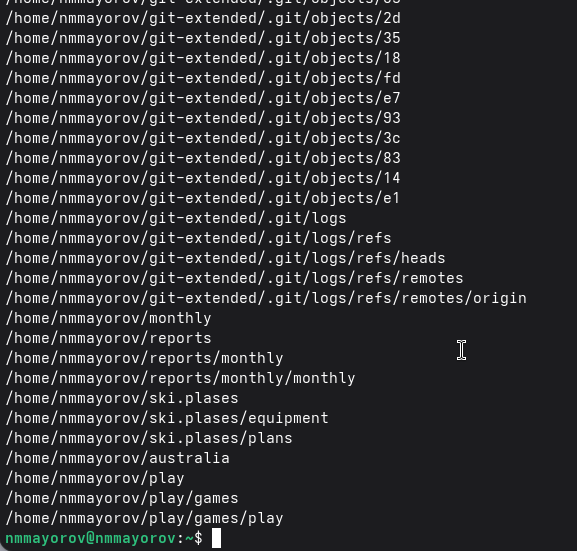 /home/nmmayorov/git-extended/.git/objects/2d
/home/nmmayorov/git-extended/.git/objects/35
/home/nmmayorov/git-extended/.git/objects/18
/home/nmmayorov/git-extended/.git/objects/fd
/home/nmmayorov/git-extended/.git/objects/e7
/home/nmmayorov/git-extended/.git/objects/93
/home/nmmayorov/git-extended/.git/objects/3c
/home/nmmayorov/git-extended/.git/objects/83
/home/nmmayorov/git-extended/.git/objects/14
/home/nmmayorov/git-extended/.git/objects/e1
/home/nmmayorov/git-extended/.git/logs
/home/nmmayorov/git-extended/.git/logs/refs
/home/nmmayorov/git-extended/.git/logs/refs/heads
/home/nmmayorov/git-extended/.git/logs/refs/remotes
/home/nmmayorov/git-extended/.git/logs/refs/remotes/origin
/home/nmmayorov/monthly
/home/nmmayorov/reports
/home/nmmayorov/reports/monthly
/home/nmmayorov/reports/monthly/monthly
/home/nmmayorov/ski.plases
/home/nmmayorov/ski.plases/equipment
/home/nmmayorov/ski.plases/plans
/home/nmmayorov/australia
/home/nmmayorov/play
/home/nmmayorov/play/games
/home/nmmayorov/play/games/play
nmmayorov@nmmayorov:~$